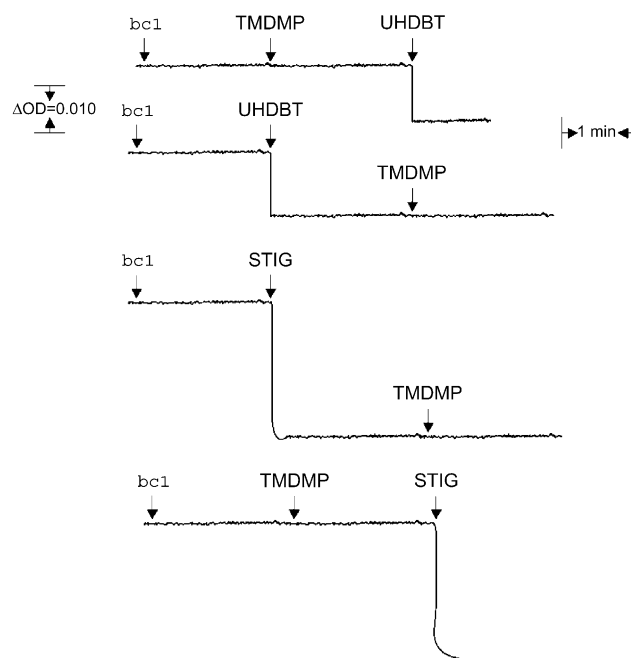 bc1 TMDMP UHDBT
ΔOD=0.010
bc1 UHDBT
1 min
TMDMP
bc1 STIG
TMDMP
bc1 TMDMP STIG